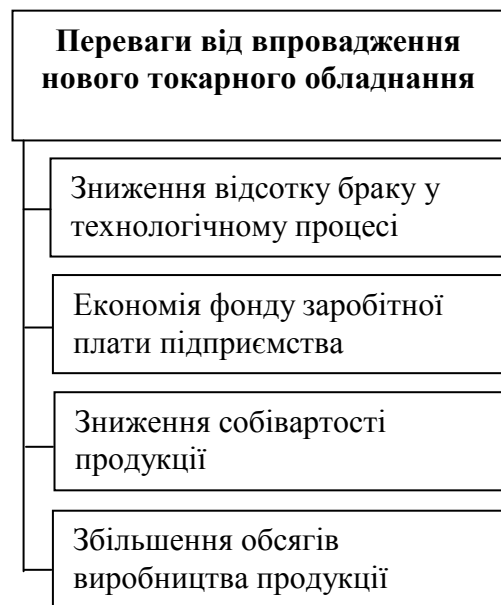 Переваги від впровадження
нового токарного обладнання
Зниження відсотку браку у
технологічному процесі
Економія фонду заробітної
плати підприємства
Зниження собівартості
продукції
Збільшення обсягів
виробництва продукції